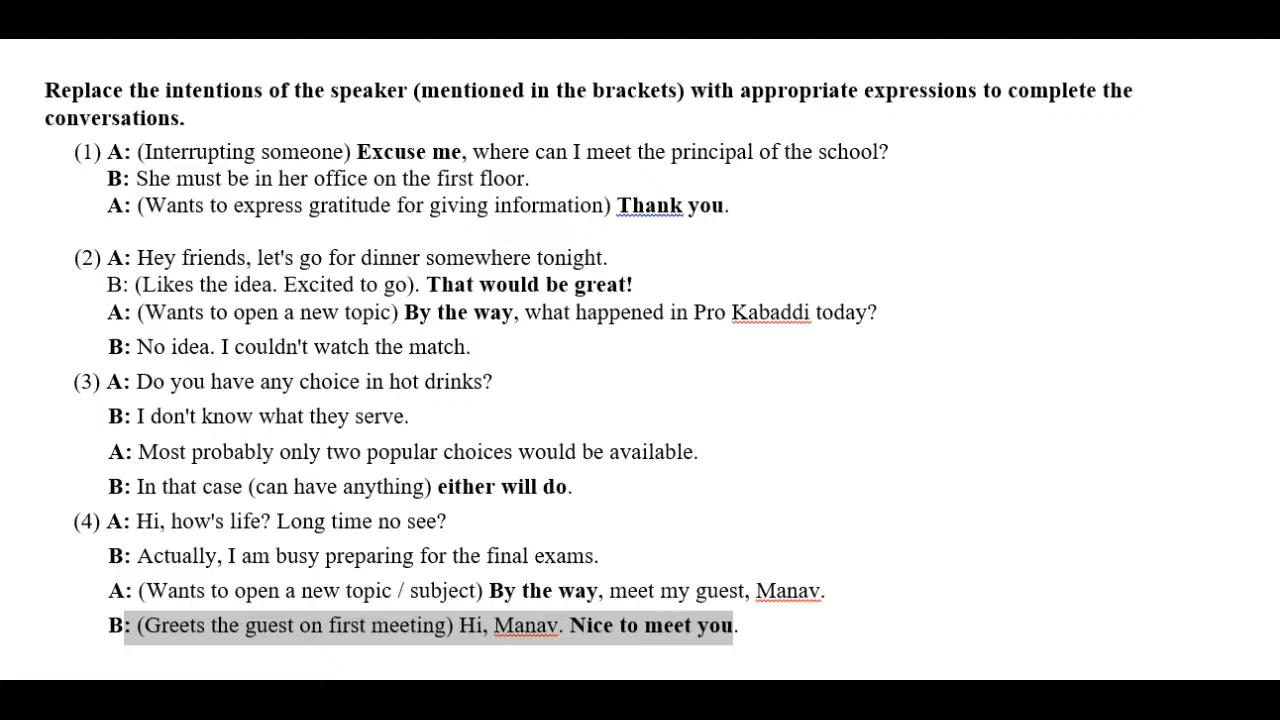 Replace the intentions of the speaker (mentioned in the brackets) with appropriate expressions to complete the
conversations.
(1) A: (Interrupting someone) Excuse me, where can I meet the principal of the school?
B: She must be in her office on the first floor.
A: (Wants to express gratitude for giving information) Thank you.
(2) A: Hey friends, let's go for dinner somewhere tonight.
B: (Likes the idea. Excited to go). That would be great!
A: (Wants to open a new topic) By the way, what happened in Pro Kabaddi today?
B: No idea. I couldn't watch the match.
(3) A: Do you have any choice in hot drinks?
B: I don't know what they serve.
A: Most probably only two popular choices would be available.
B: In that case (can have anything) either will do.
(4) A: Hi, how's life? Long time no see?
B: Actually, I am busy preparing for the final exams.
A: (Wants to open a new topic / subject) By the way, meet my guest, Manav.
B: (Greets the guest on first meeting) Hi, Manav. Nice to meet you.